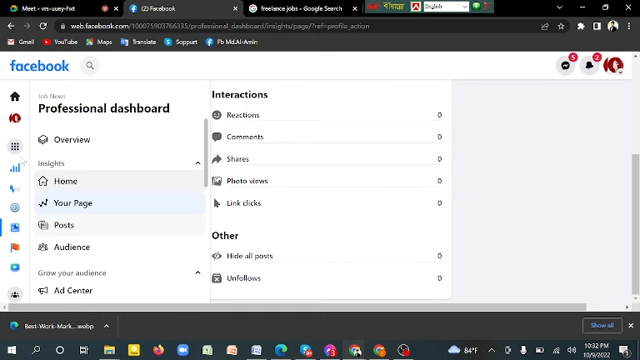 Meet – vrs-uuey-hxt
(2) Facebook
freelance jobs - Google Search
English
web.facebook.com/100075903766335/professional_dashboard/insights/page/?ref=profile_action
Gmail
YouTube
Maps
Translate
Support
Fb Md.Al-Amin
facebook
5
2
Job News
Professional dashboard
Overview
Insights
Home
Your Page
Posts
Audience
Grow your audience
Ad Center
Interactions
Reactions 0
Comments 0
Shares 0
Photo views 0
Link clicks 0
Other
Hide all posts 0
Unfollows 0
Best-Work-Mark....webp
Show all
84°F
10:32 PM
10/9/2022